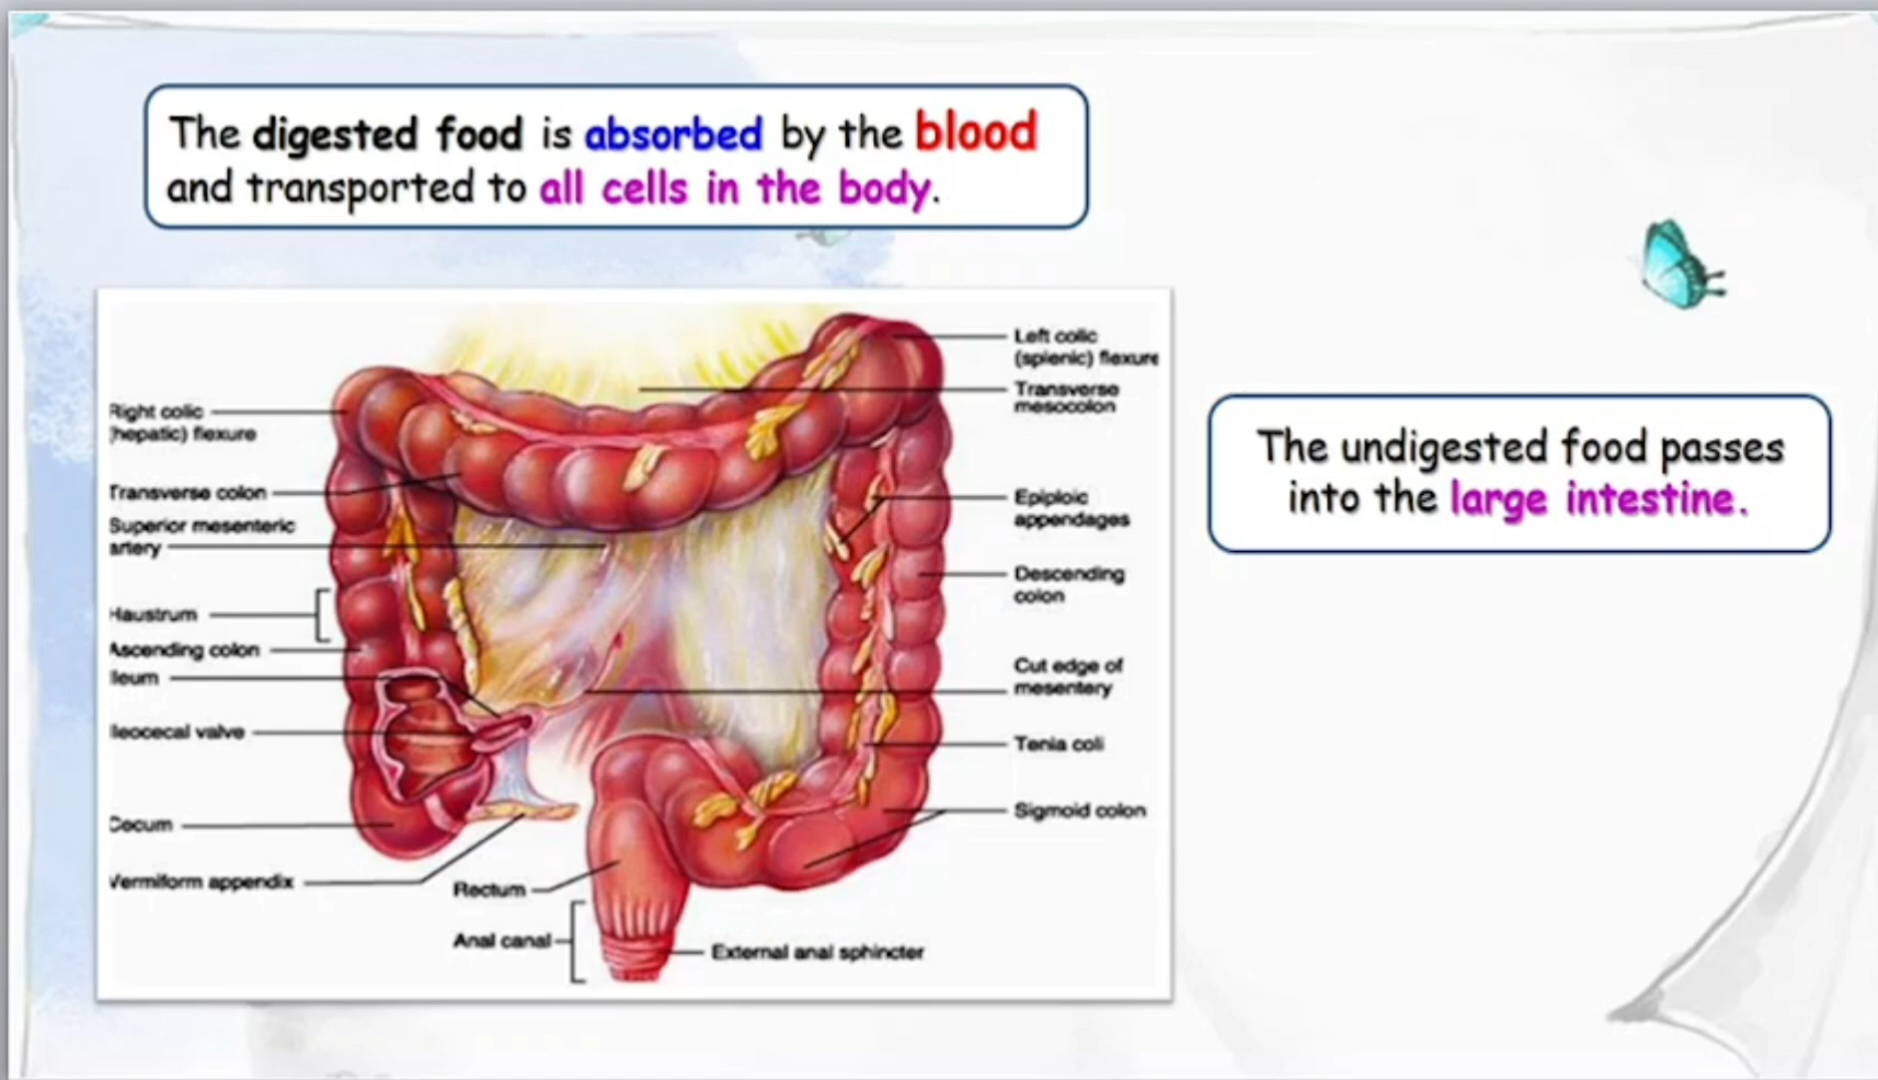 The digested food is absorbed by the blood
and transported to all cells in the body.
The undigested food passes
into the large intestine.
Right colic
(hepatic) flexure
Transverse colon
Superior mesenteric
artery
Haustrum
Ascending colon
Ileum
Ileocecal valve
Cecum
Vermiform appendix
Rectum
Anal canal
External anal sphincter
Left colic
(splenic) flexure
Transverse
mesocolon
Epiploic
appendages
Descending
colon
Cut edge of
mesentery
Tenia coli
Sigmoid colon